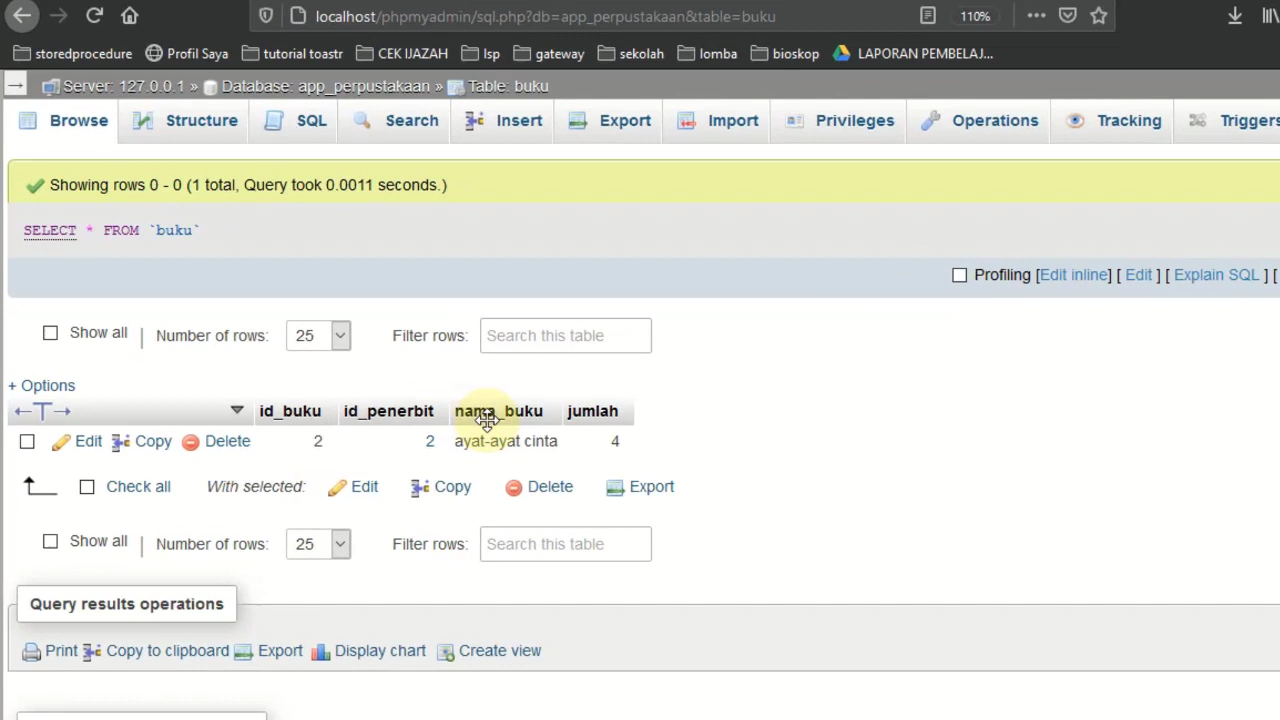 localhost/phpmyadmin/sql.php?db=app_perpustakaan&table=buku 110%
storedprocedure Profil Saya tutorial toastr CEK IJAZAH lsp gateway sekolah lomba bioskop LAPORAN PEMBELAJ...
Server: 127.0.0.1 » Database: app_perpustakaan » Table: buku
Browse Structure SQL Search Insert Export Import Privileges Operations Tracking Triggers
Showing rows 0 - 0 (1 total, Query took 0.0011 seconds.)
SELECT * FROM `buku`
Profiling [Edit inline] [ Edit ] [ Explain SQL ] [
Show all | Number of rows: 25 Filter rows: Search this table
+ Options
←T→ id_buku id_penerbit nama_buku jumlah
Edit Copy Delete 2 2 ayat-ayat cinta 4
Check all With selected: Edit Copy Delete Export
Show all | Number of rows: 25 Filter rows: Search this table
Query results operations
Print Copy to clipboard Export Display chart Create view